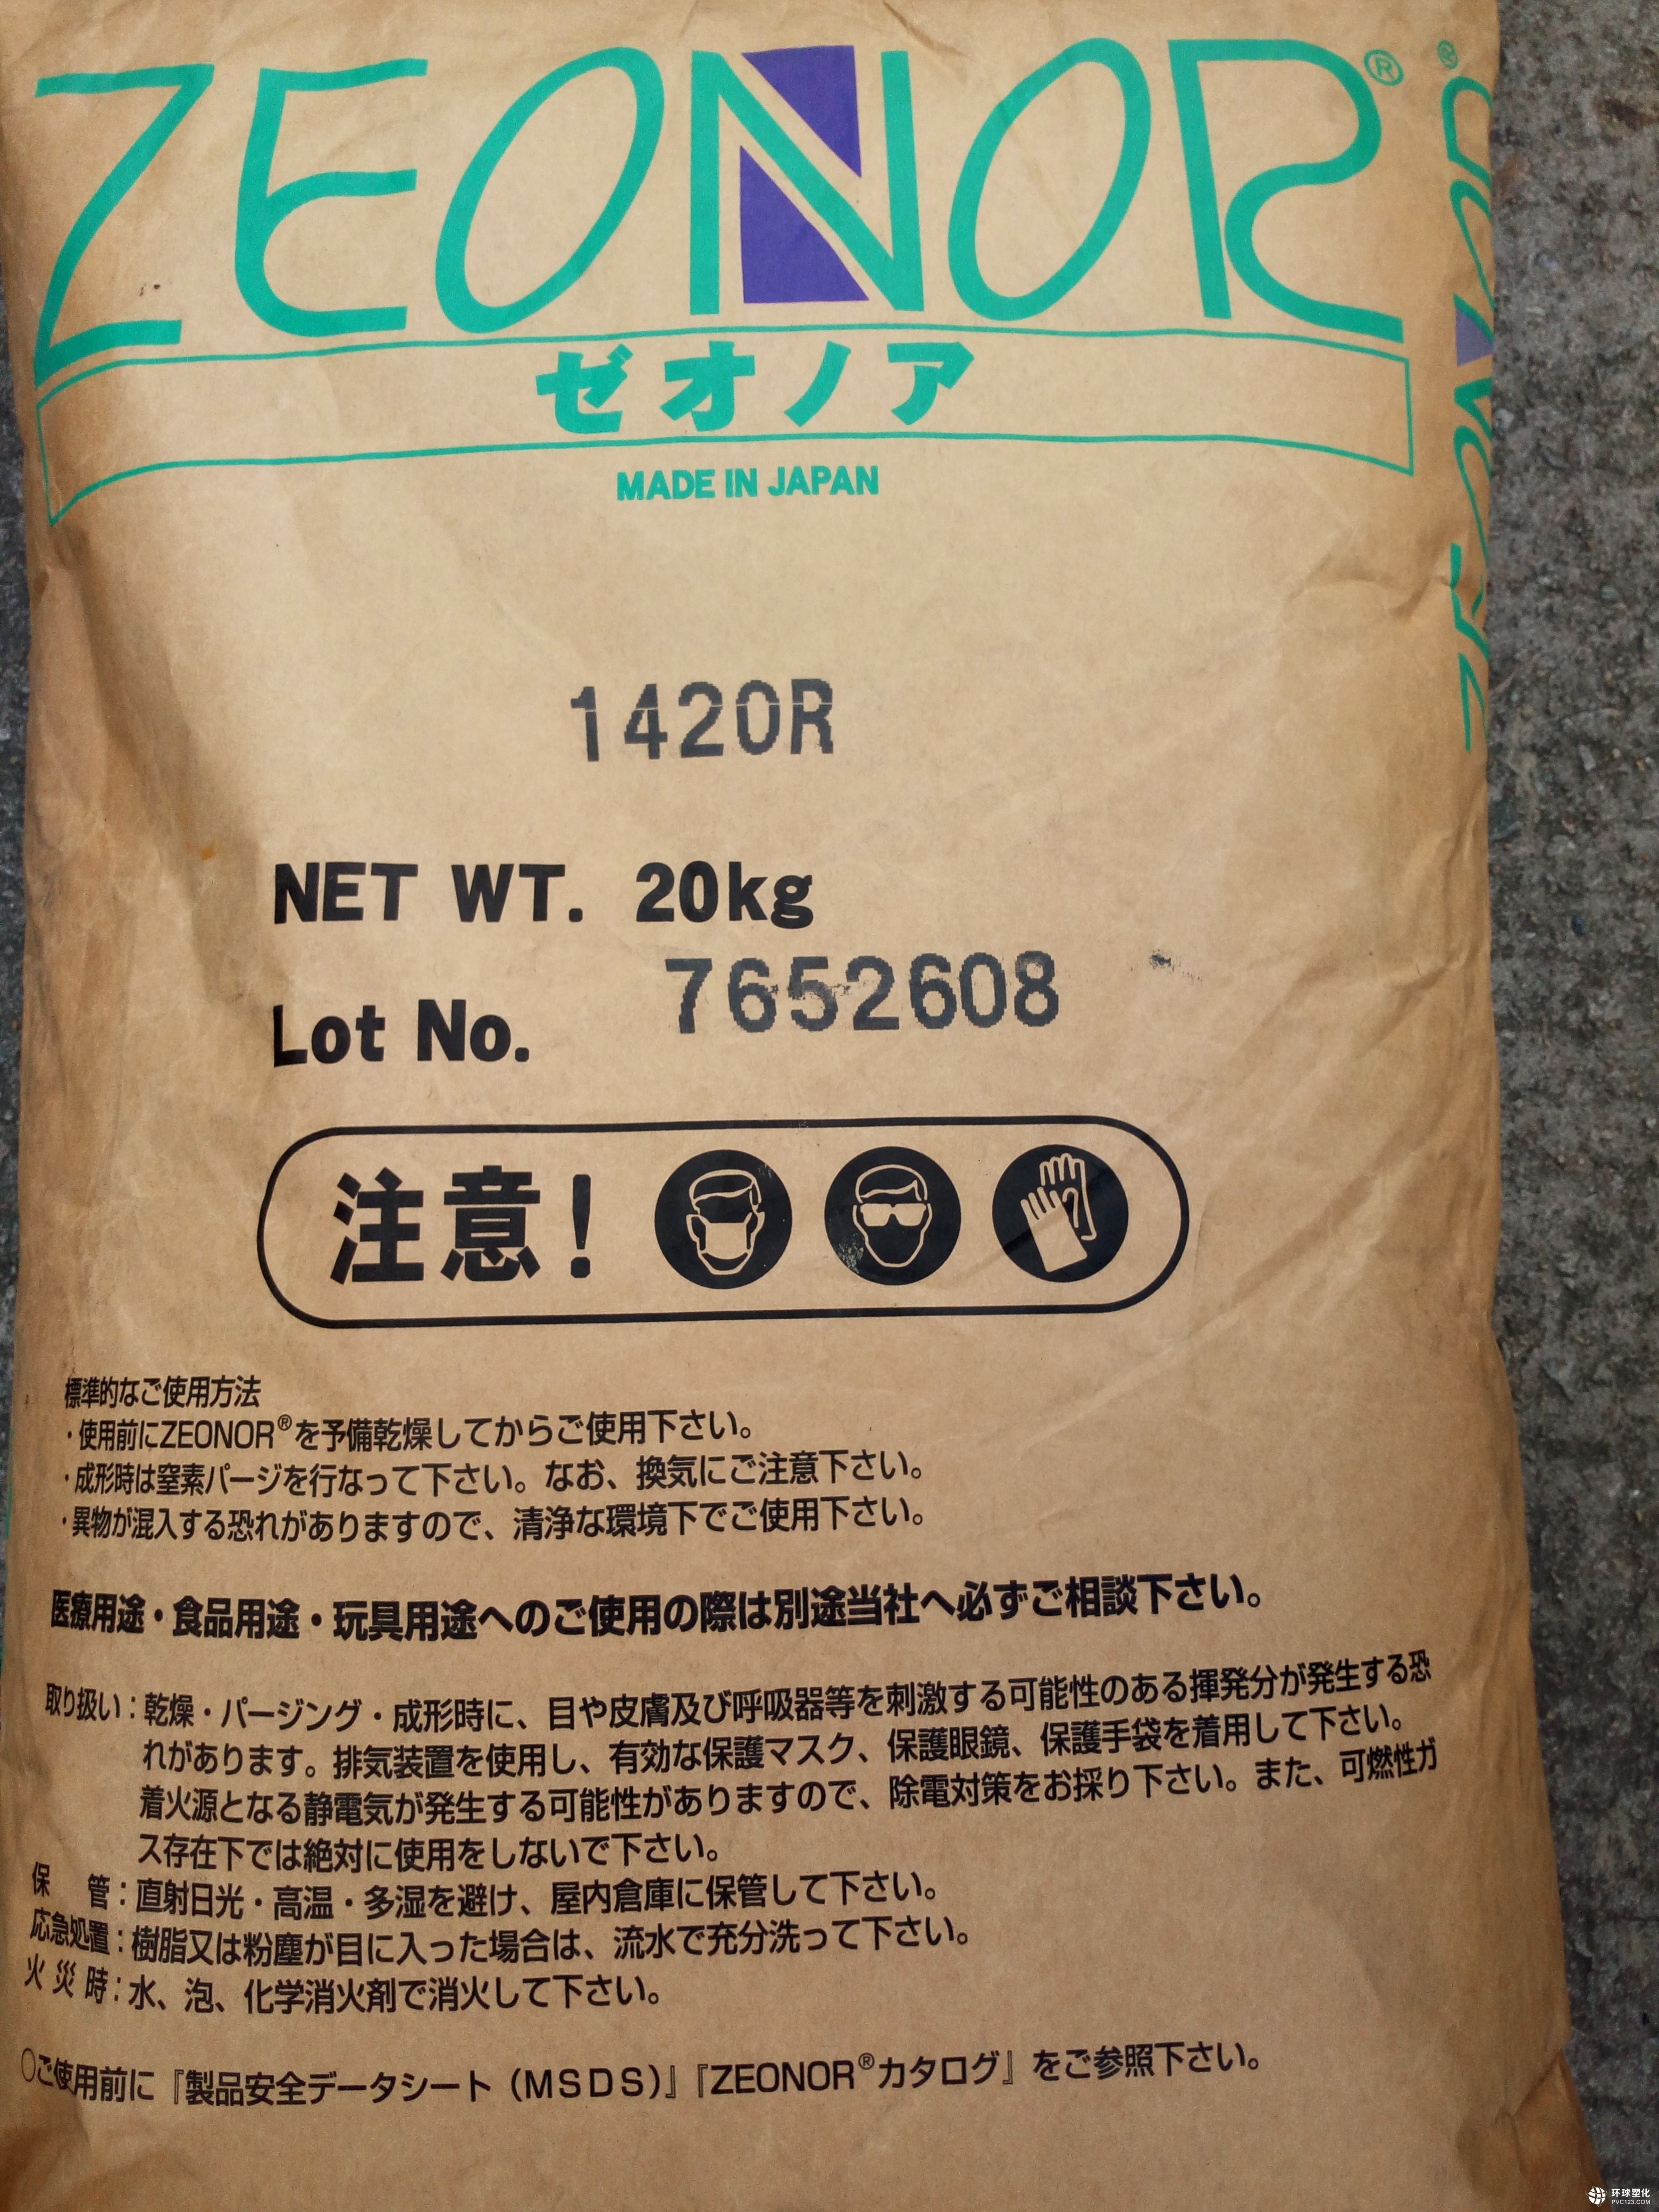 ZEONOR®
ゼオノア
MADE IN JAPAN
1420R
NET WT. 20kg
Lot No. 7652608
注意!
標準的なご使用方法
・使用前にZEONOR®を予備乾燥してからご使用下さい。
・成形時は窒素パージを行なって下さい。なお、換気にご注意下さい。
・異物が混入する恐れがありますので、清浄な環境下でご使用下さい。
医療用途・食品用途・玩具用途へのご使用の際は別途当社へ必ずご相談下さい。
取り扱い：乾燥・パージング・成形時に、目や皮膚及び呼吸器等を刺激する可能性のある揮発分が発生する恐
れがあります。排気装置を使用し、有効な保護マスク、保護眼鏡、保護手袋を着用して下さい。
着火源となる静電気が発生する可能性がありますので、除電対策をお採り下さい。また、可燃性ガ
ス存在下では絶対に使用をしないで下さい。
保　管：直射日光・高温・多湿を避け、屋内倉庫に保管して下さい。
応急処置：樹脂又は粉塵が目に入った場合は、流水で充分洗って下さい。
火災時：水、泡、化学消火剤で消火して下さい。
○ご使用前に『製品安全データシート（MSDS）』『ZEONOR®カタログ』をご参照下さい。
环球塑化
PVC123.COM